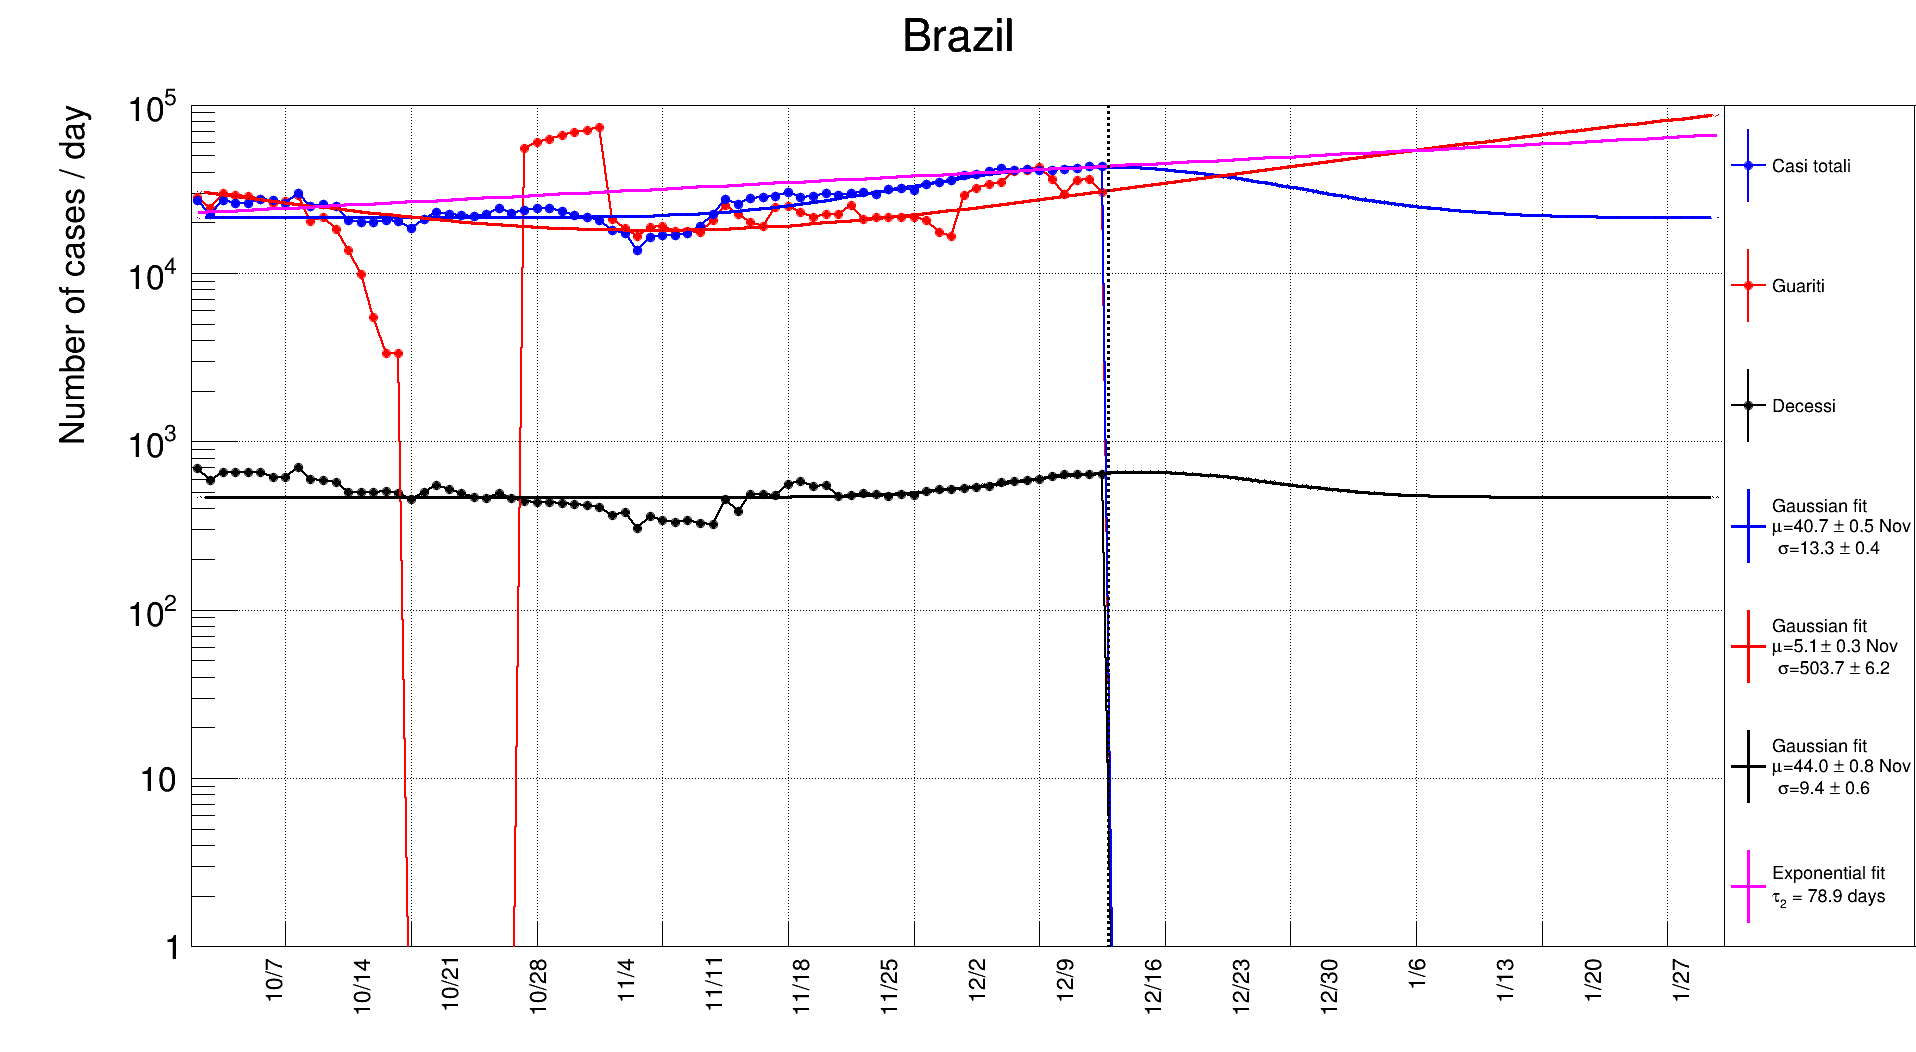 Brazil
Number of cases / day
10^5
10^4
10^3
10^2
10
1
10/7
10/14
10/21
10/28
11/4
11/11
11/18
11/25
12/2
12/9
12/16
12/23
12/30
1/6
1/13
1/20
1/27
Casi totali
Guariti
Decessi
Gaussian fit
μ=40.7 ± 0.5 Nov
σ=13.3 ± 0.4
Gaussian fit
μ=5.1 ± 0.3 Nov
σ=503.7 ± 6.2
Gaussian fit
μ=44.0 ± 0.8 Nov
σ=9.4 ± 0.6
Exponential fit
τ₂ = 78.9 days